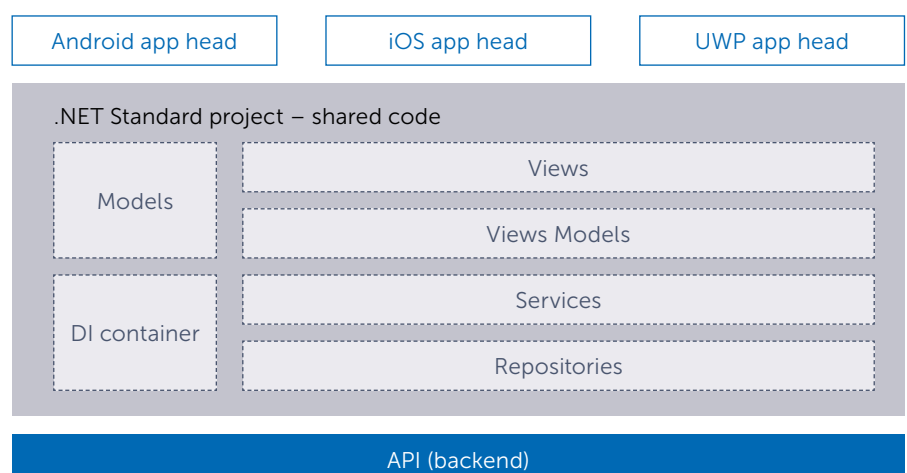 Android app head
iOS app head
UWP app head
.NET Standard project – shared code
Models
Views
Views Models
DI container
Services
Repositories
API (backend)